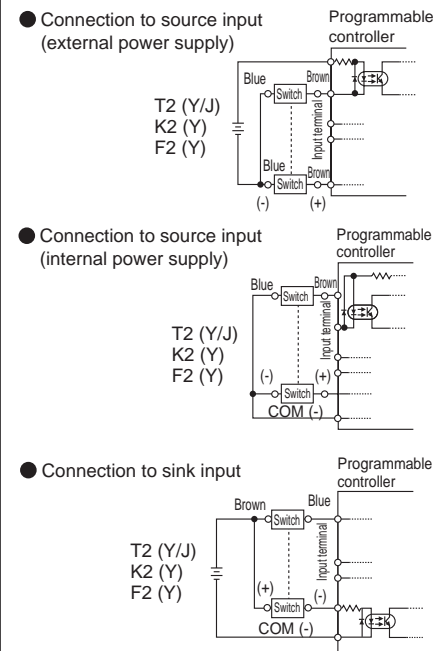 ● Connection to source input
(external power supply)
Programmable
controller
Blue
Brown
Switch
T2 (Y/J)
K2 (Y)
F2 (Y)
Input terminal
Blue
Brown
Switch
(-)
(+)
● Connection to source input
(internal power supply)
Programmable
controller
Blue
Brown
Switch
T2 (Y/J)
K2 (Y)
F2 (Y)
Input terminal
(-)
(+)
Switch
COM (-)
● Connection to sink input
Programmable
controller
Brown
Blue
Switch
T2 (Y/J)
K2 (Y)
F2 (Y)
Input terminal
(+)
(-)
Switch
COM (-)